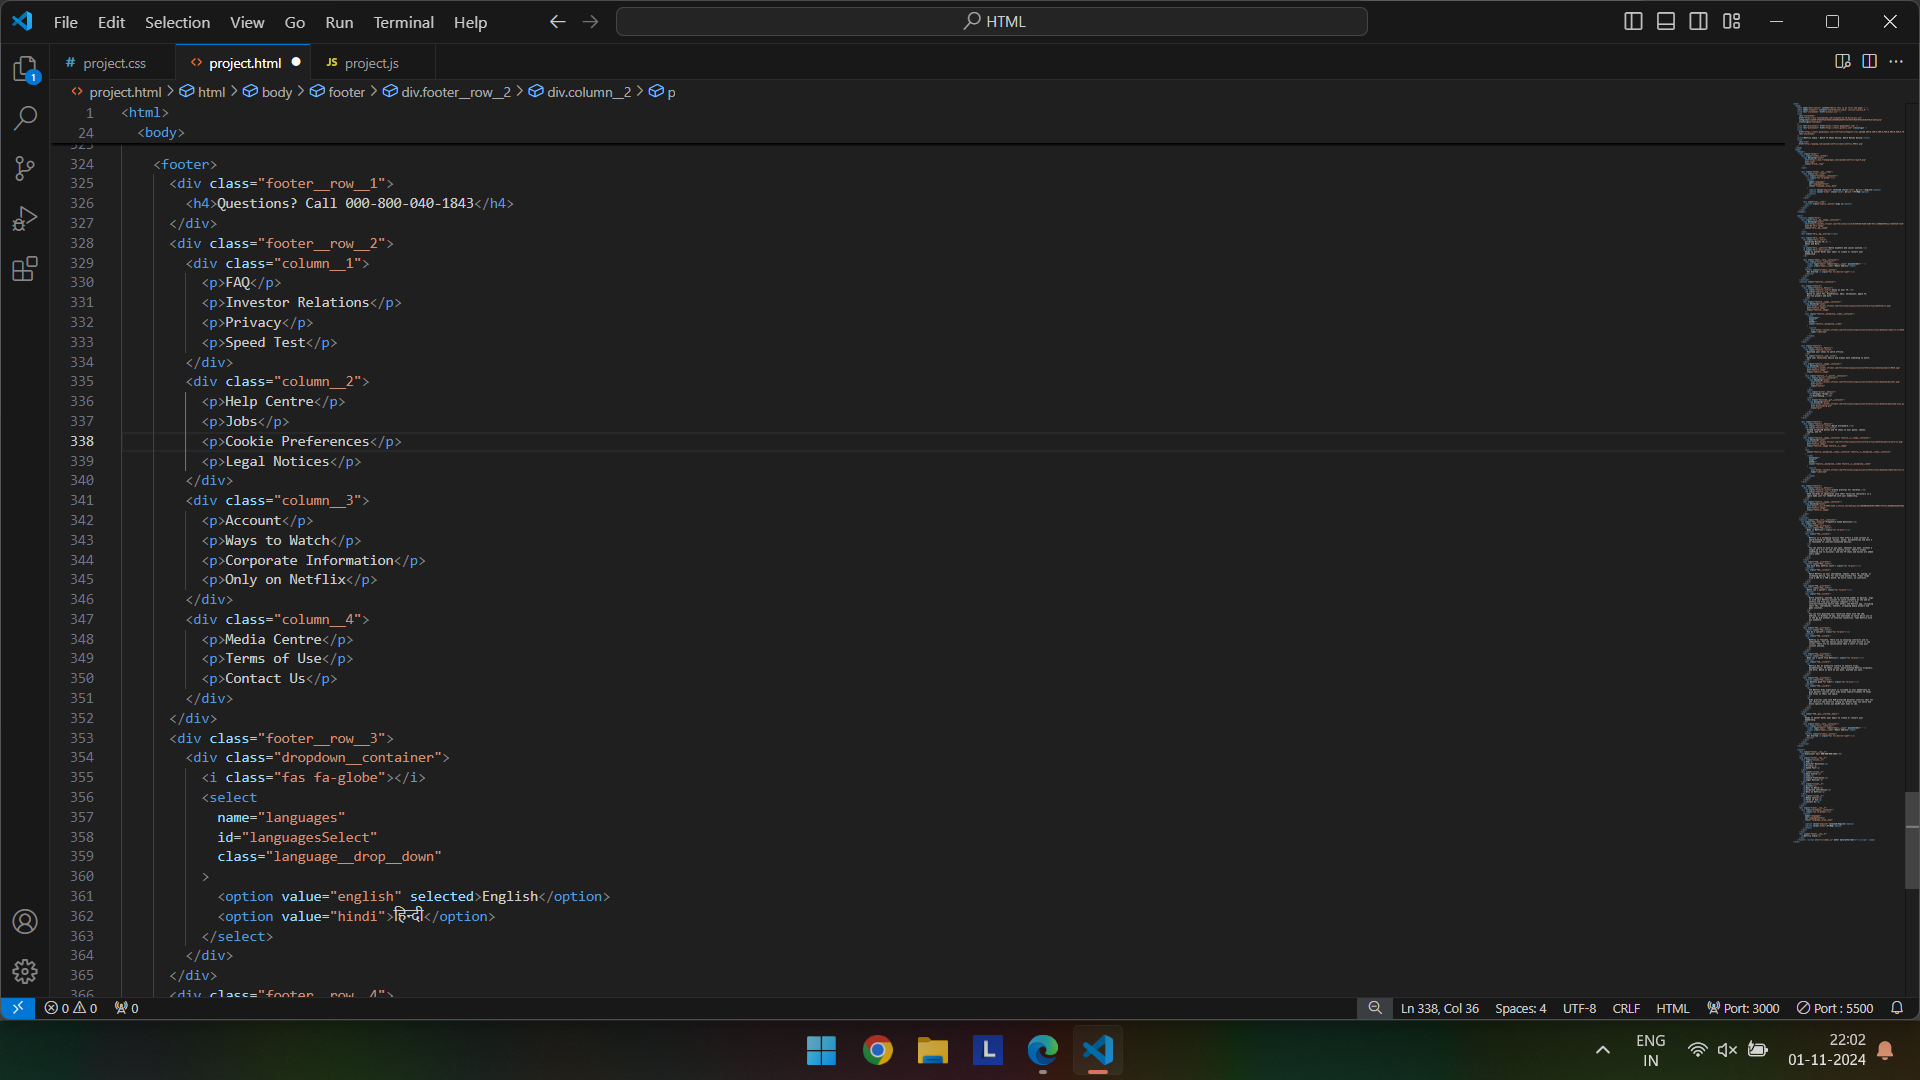 File Edit Selection View Go Run Terminal Help
HTML
project.css
project.html
JS project.js
project.html > html > body > footer > div.footer__row__2 > div.column__2 > p
1 <html>
24 <body>
323
324 <footer>
325 <div class="footer__row__1">
326 <h4>Questions? Call 000-800-040-1843</h4>
327 </div>
328 <div class="footer__row__2">
329 <div class="column__1">
330 <p>FAQ</p>
331 <p>Investor Relations</p>
332 <p>Privacy</p>
333 <p>Speed Test</p>
334 </div>
335 <div class="column__2">
336 <p>Help Centre</p>
337 <p>Jobs</p>
338 <p>Cookie Preferences</p>
339 <p>Legal Notices</p>
340 </div>
341 <div class="column__3">
342 <p>Account</p>
343 <p>Ways to Watch</p>
344 <p>Corporate Information</p>
345 <p>Only on Netflix</p>
346 </div>
347 <div class="column__4">
348 <p>Media Centre</p>
349 <p>Terms of Use</p>
350 <p>Contact Us</p>
351 </div>
352 </div>
353 <div class="footer__row__3">
354 <div class="dropdown__container">
355 <i class="fas fa-globe"></i>
356 <select
357 name="languages"
358 id="languagesSelect"
359 class="language__drop__down"
360 >
361 <option value="english" selected>English</option>
362 <option value="hindi">हिन्दी</option>
363 </select>
364 </div>
365 </div>
366 <div class="footer__row__4">
0 0 0
Ln 338, Col 36 Spaces: 4 UTF-8 CRLF HTML Port: 3000 Port : 5500
1
L
ENG
IN
22:02
01-11-2024